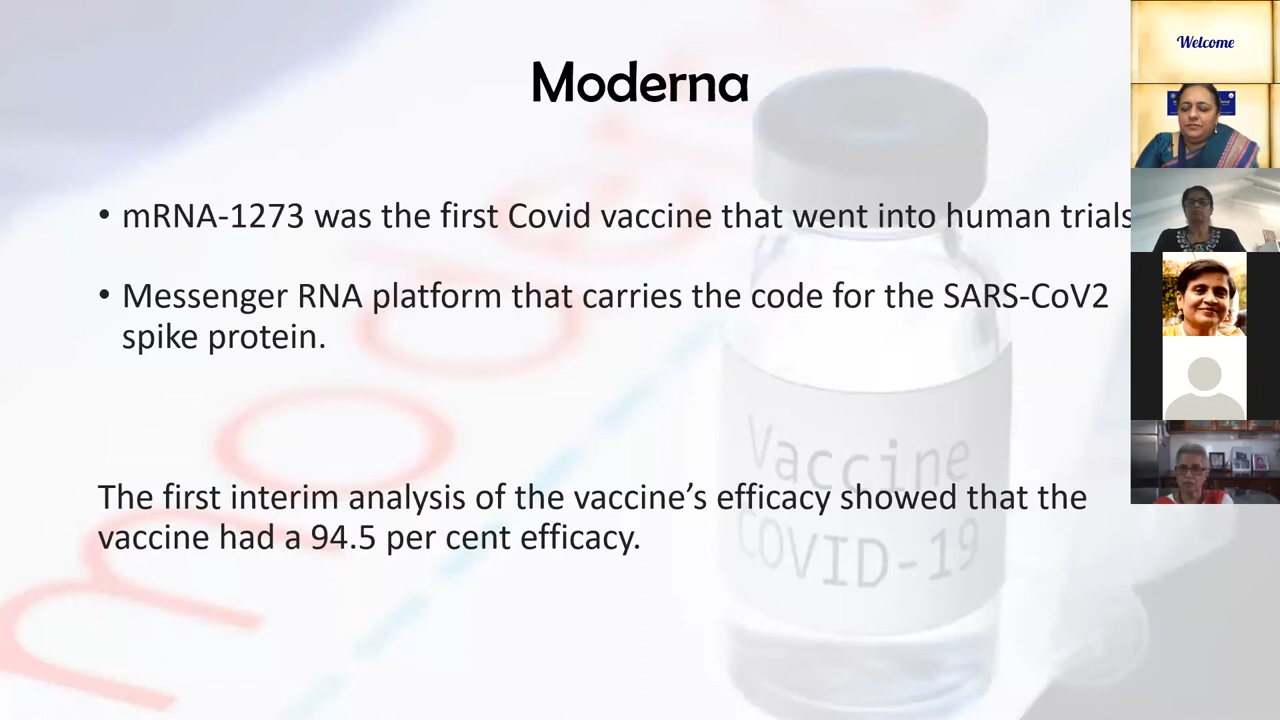 Moderna
Welcome
• mRNA-1273 was the first Covid vaccine that went into human trials
• Messenger RNA platform that carries the code for the SARS-CoV2
spike protein.
The first interim analysis of the vaccine’s efficacy showed that the
vaccine had a 94.5 per cent efficacy.
Vaccine
COVID-19
moderna